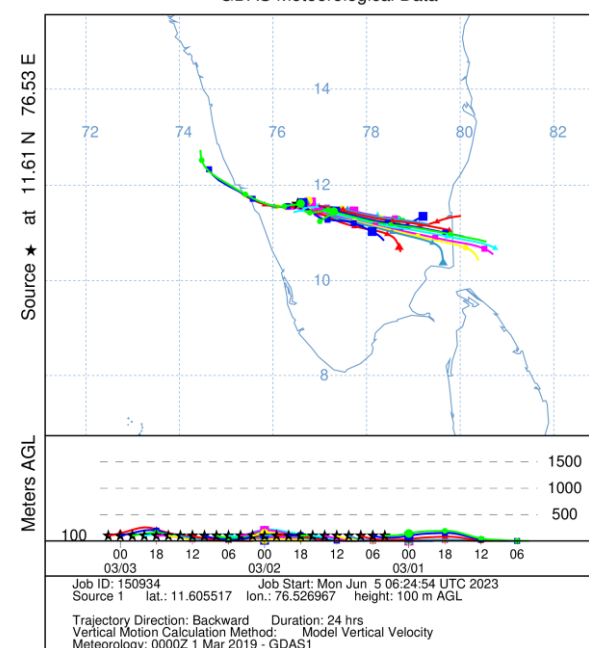 GDAS Meteorological Data
Source ★ at 11.61 N 76.53 E
14
72 74 76 78 80 82
12
10
8
Meters AGL
1500
1000
500
100
00 18 12 06 00 18 12 06 00 18 12 06
03/03 03/02 03/01
Job ID: 150934 Job Start: Mon Jun 5 06:24:54 UTC 2023
Source 1 lat.: 11.605517 lon.: 76.526967 height: 100 m AGL
Trajectory Direction: Backward Duration: 24 hrs
Vertical Motion Calculation Method: Model Vertical Velocity
Meteorology: 0000Z 1 Mar 2019 - GDAS1